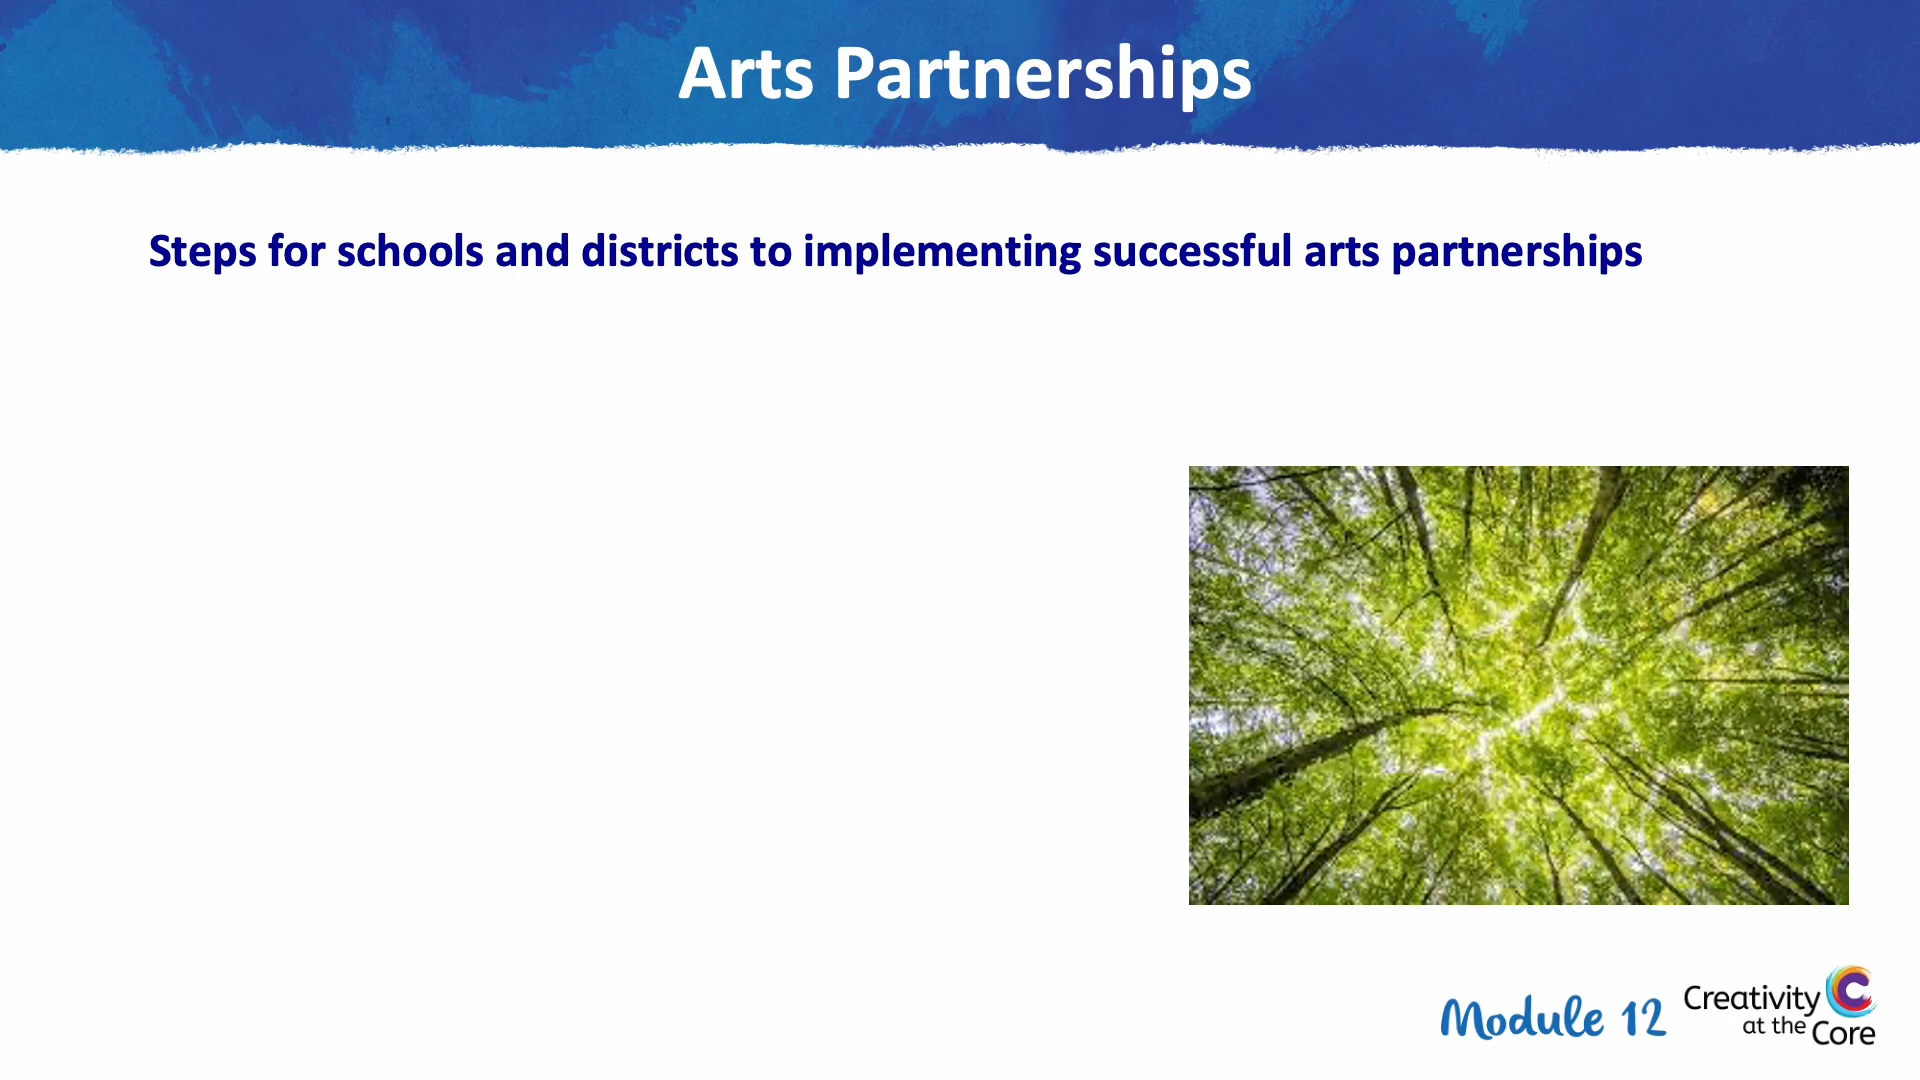 Arts Partnerships
Steps for schools and districts to implementing successful arts partnerships
Module 12
Creativity
at the Core